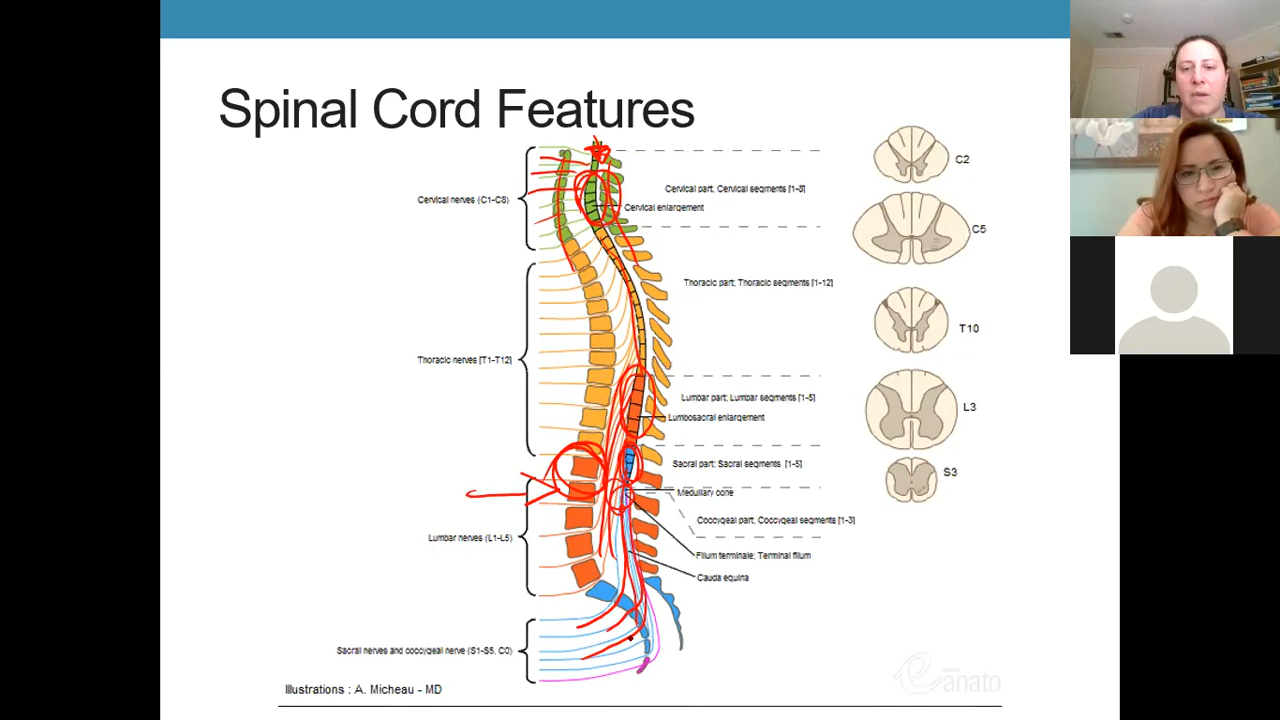 Spinal Cord Features
C2
Cervical part; Cervical segments [1-8]
Cervical nerves (C1-C8)
Cervical enlargement
C5
Thoracic part; Thoracic segments [1-12]
T10
Thoracic nerves [T1-T12]
Lumbar part; Lumbar segments [1-5]
L3
Lumbosacral enlargement
Sacral part; Sacral segments [1-5]
S3
Medullary cone
Coccygeal part; Coccygeal segments [1-3]
Lumbar nerves (L1-L5)
Filum terminale; Terminal filum
Cauda equina
Sacral nerves and coccygeal nerve (S1-S5, C0)
Illustrations : A. Micheau - MD
anato